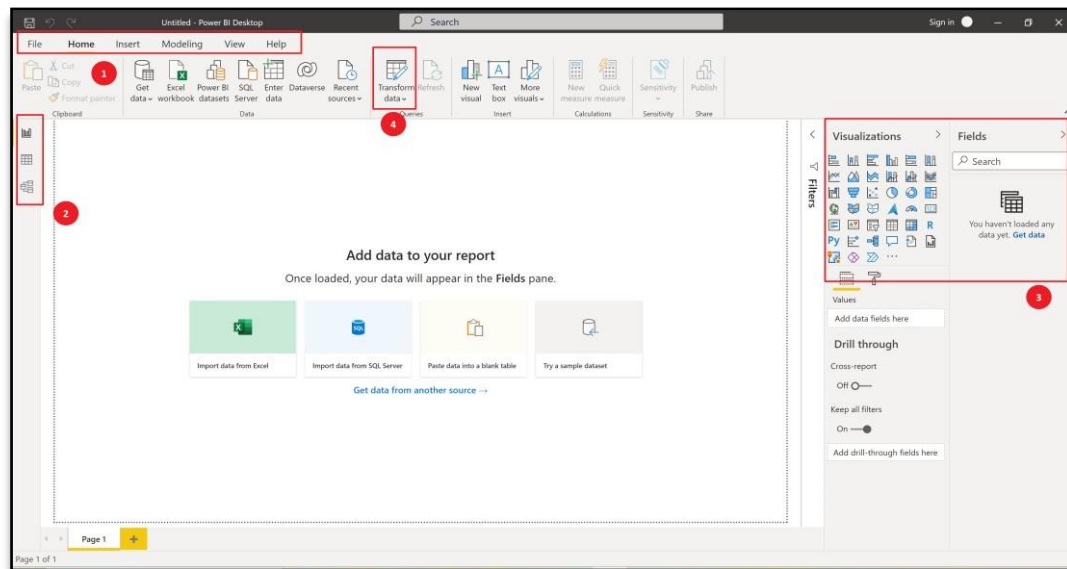 Untitled - Power BI Desktop
Search
Sign in
File Home Insert Modeling View Help
1
Paste
Cut
Copy
Format painter
Get data
Excel workbook
Power BI datasets
SQL Server
Enter data
Dataverse
Recent sources
Transform data
Refresh
New visual
Text box
More visuals
New measure
Quick measure
Sensitivity
Publish
Clipboard
Data
4
Queries
Insert
Calculations
Sensitivity
Share
2
Filters
Visualizations
Fields
Search
R
Py
You haven't loaded any
data yet. Get data
3
Values
Add data fields here
Drill through
Cross-report
Off
Keep all filters
On
Add drill-through fields here
Add data to your report
Once loaded, your data will appear in the Fields pane.
SQL
Import data from Excel
Import data from SQL Server
Paste data into a blank table
Try a sample dataset
Get data from another source →
Page 1
+
Page 1 of 1